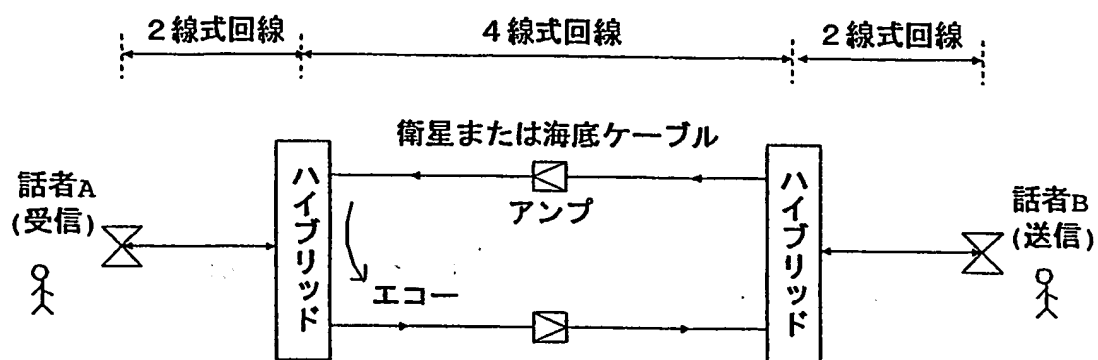 2線式回線
4線式回線
2線式回線
衛星または海底ケーブル
話者A
(受信)
ハイブリッド
アンプ
エコー
ハイブリッド
話者B
(送信)